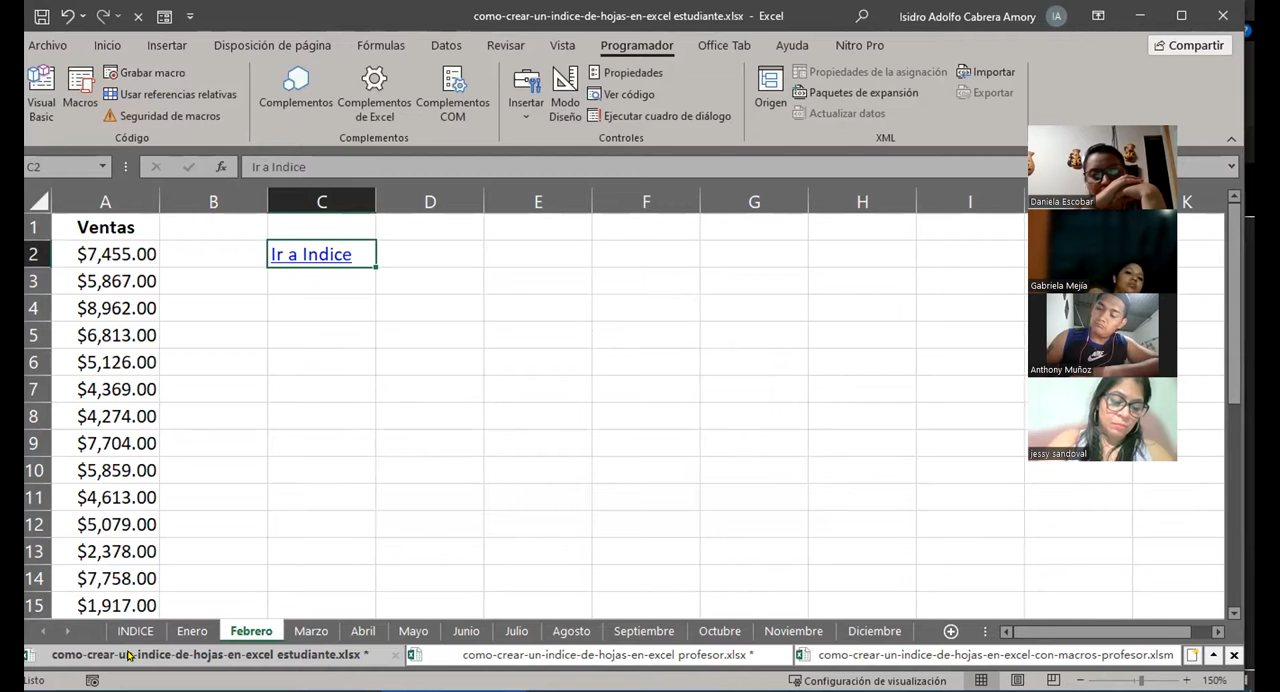 como-crear-un-indice-de-hojas-en-excel estudiante.xlsx - Excel
Isidro Adolfo Cabrera Amory
IA
Archivo Inicio Insertar Disposición de página Fórmulas Datos Revisar Vista Programador Office Tab Ayuda Nitro Pro
Compartir
Visual Basic
Macros
Grabar macro
Usar referencias relativas
Seguridad de macros
Código
Complementos
Complementos de Excel
Complementos COM
Complementos
Insertar
Modo Diseño
Propiedades
Ver código
Ejecutar cuadro de diálogo
Controles
Origen
Propiedades de la asignación
Paquetes de expansión
Actualizar datos
Importar
Exportar
XML
C2
fx
Ir a Indice
A B C D E F G H I K
1 Ventas
2 $7,455.00 Ir a Indice
3 $5,867.00
4 $8,962.00
5 $6,813.00
6 $5,126.00
7 $4,369.00
8 $4,274.00
9 $7,704.00
10 $5,859.00
11 $4,613.00
12 $5,079.00
13 $2,378.00
14 $7,758.00
15 $1,917.00
Daniela Escobar
Gabriela Mejía
Anthony Muñoz
jessy sandoval
INDICE Enero Febrero Marzo Abril Mayo Junio Julio Agosto Septiembre Octubre Noviembre Diciembre
como-crear-un-indice-de-hojas-en-excel estudiante.xlsx *
como-crear-un-indice-de-hojas-en-excel profesor.xlsx *
como-crear-un-indice-de-hojas-en-excel-con-macros-profesor.xlsm
Listo
Configuración de visualización
150%